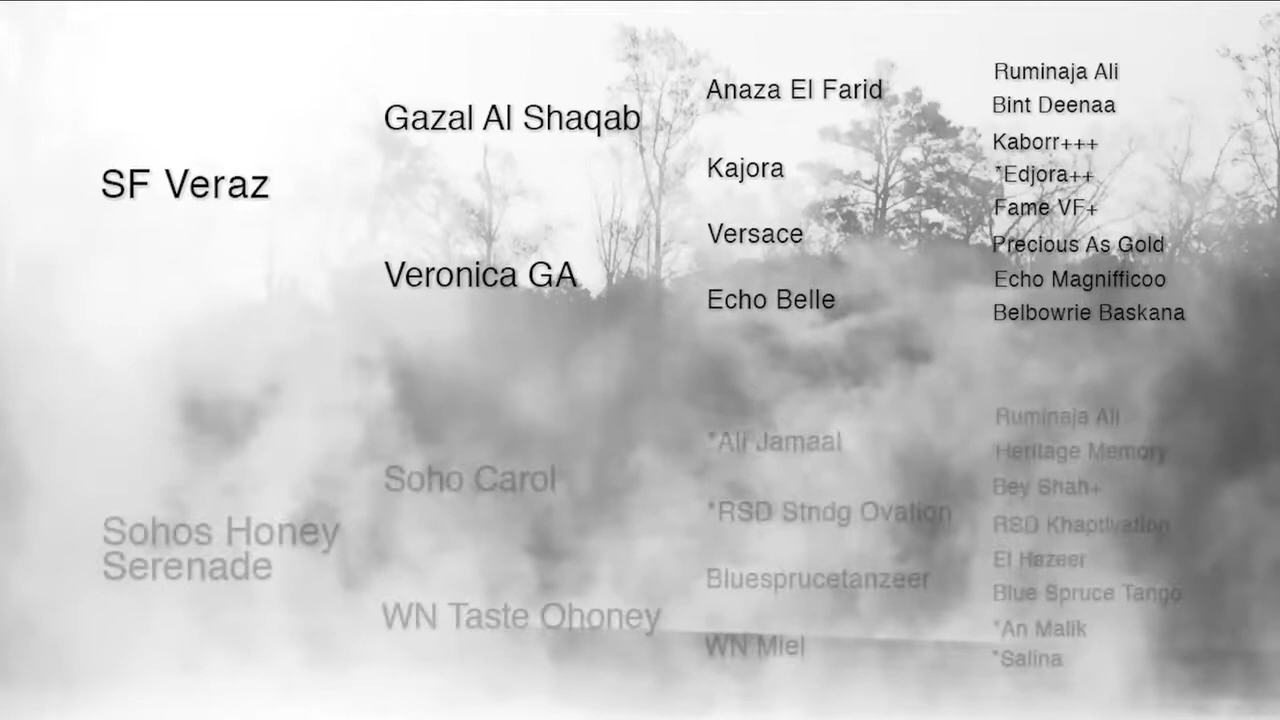 SF Veraz
Gazal Al Shaqab
Veronica GA
Anaza El Farid
Kajora
Versace
Echo Belle
Ruminaja Ali
Bint Deenaa
Kaborr+++
*Edjora++
Fame VF+
Precious As Gold
Echo Magnifficoo
Belbowrie Baskana
Sohos Honey
Serenade
Soho Carol
WN Taste Ohoney
*Ali Jamaal
*RSD Stndg Ovation
Bluesprucetanzeer
WN Miel
Ruminaja Ali
Heritage Memory
Bey Shah+
RSD Khaptivation
El Hazeer
Blue Spruce Tango
*An Malik
*Salina